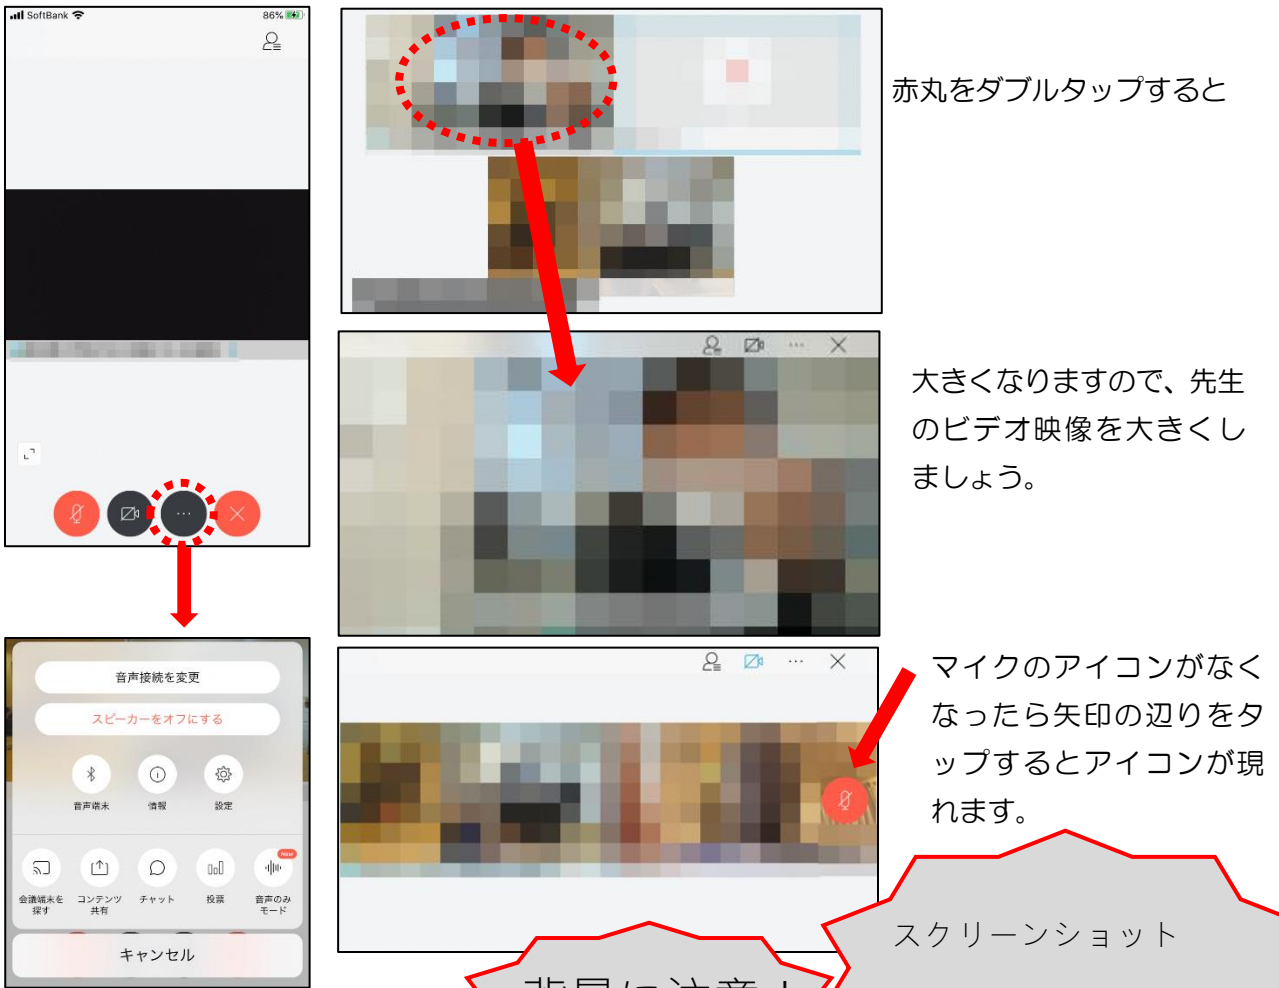 SoftBank
86%
赤丸をダブルタップすると
大きくなりますので、先生
のビデオ映像を大きくし
ましょう。
音声接続を変更
スピーカーをオフにする
音声端末
情報
設定
New
会議端末を
探す
コンテンツ
共有
チャット
投票
音声のみ
モード
キャンセル
マイクのアイコンがなく
なったら矢印の辺りをタ
ップするとアイコンが現
れます。
スクリーンショット
背景に注意！